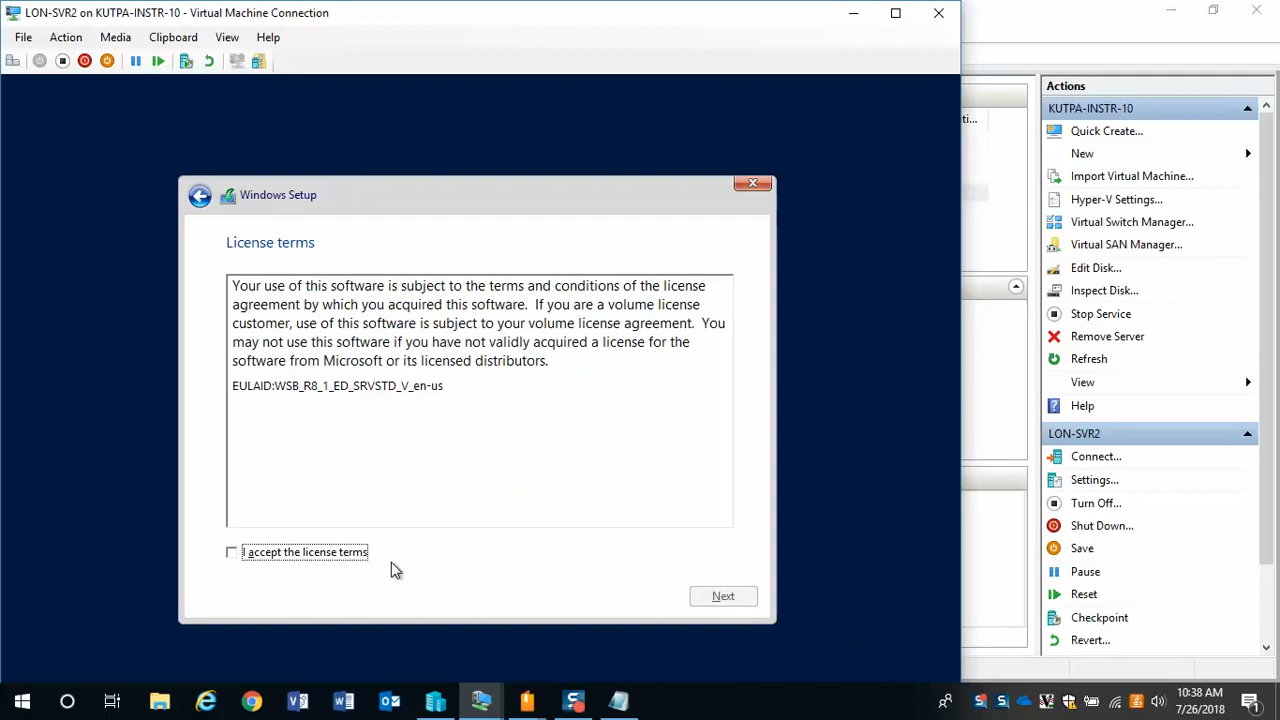 LON-SVR2 on KUTPA-INSTR-10 - Virtual Machine Connection
File Action Media Clipboard View Help
Windows Setup
License terms
Your use of this software is subject to the terms and conditions of the license
agreement by which you acquired this software. If you are a volume license
customer, use of this software is subject to your volume license agreement. You
may not use this software if you have not validly acquired a license for the
software from Microsoft or its licensed distributors.
EULAID:WSB_R8_1_ED_SRVSTD_V_en-us
I accept the license terms
Next
ti...
Actions
KUTPA-INSTR-10
Quick Create...
New
Import Virtual Machine...
Hyper-V Settings...
Virtual Switch Manager...
Virtual SAN Manager...
Edit Disk...
Inspect Disk...
Stop Service
Remove Server
Refresh
View
Help
LON-SVR2
Connect...
Settings...
Turn Off...
Shut Down...
Save
Pause
Reset
Checkpoint
Revert...
10:38 AM
7/26/2018
1